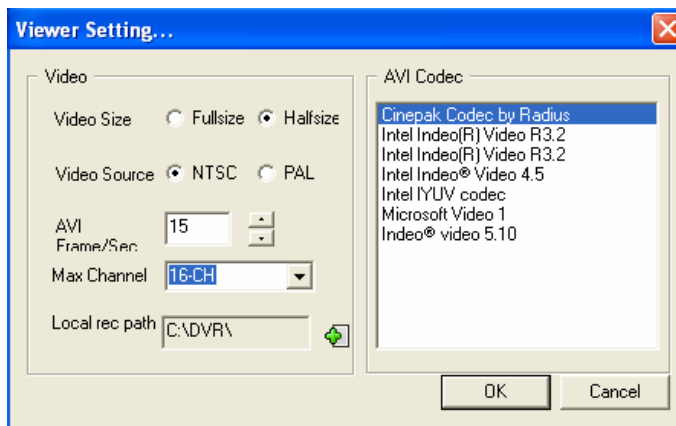 Viewer Setting...
Video
Video Size Fullsize Halfsize
Video Source NTSC PAL
AVI
Frame/Sec 15
Max Channel 16-CH
Local rec path C:\DVR\
AVI Codec
Cinepak Codec by Radius
Intel Indeo(R) Video R3.2
Intel Indeo(R) Video R3.2
Intel Indeo® Video 4.5
Intel IYUV codec
Microsoft Video 1
Indeo® video 5.10
OK Cancel